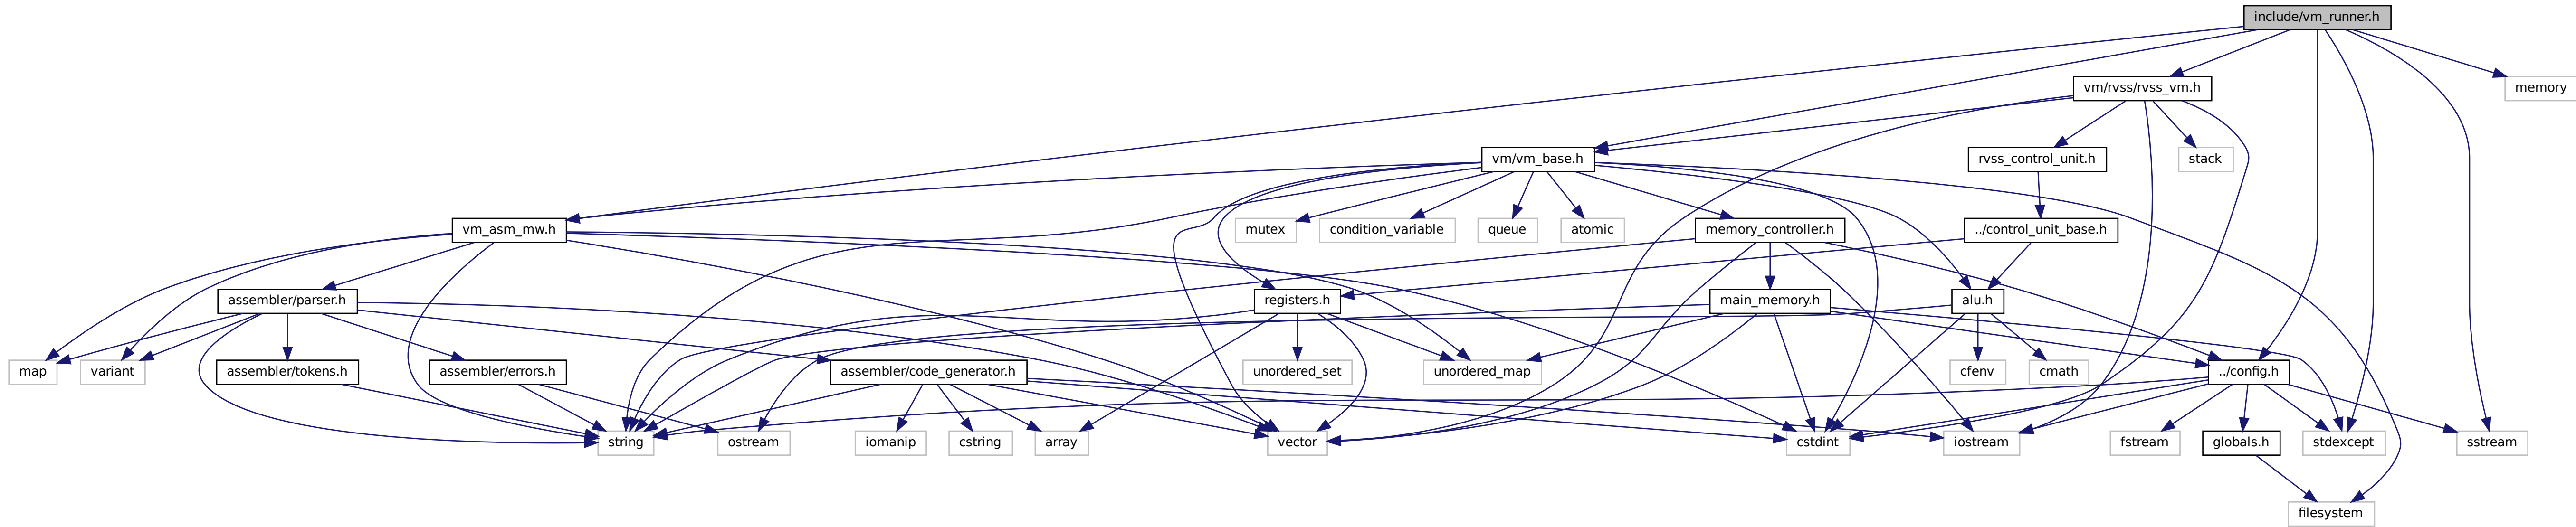 include/vm_runner.h
vm/rvss/rvss_vm.h
memory
vm/vm_base.h
rvss_control_unit.h
stack
vm_asm_mw.h
mutex
condition_variable
queue
atomic
memory_controller.h
../control_unit_base.h
assembler/parser.h
registers.h
main_memory.h
alu.h
map
variant
assembler/tokens.h
assembler/errors.h
assembler/code_generator.h
unordered_set
unordered_map
cfenv
cmath
../config.h
string
ostream
iomanip
cstring
array
vector
cstdint
iostream
fstream
globals.h
stdexcept
sstream
filesystem